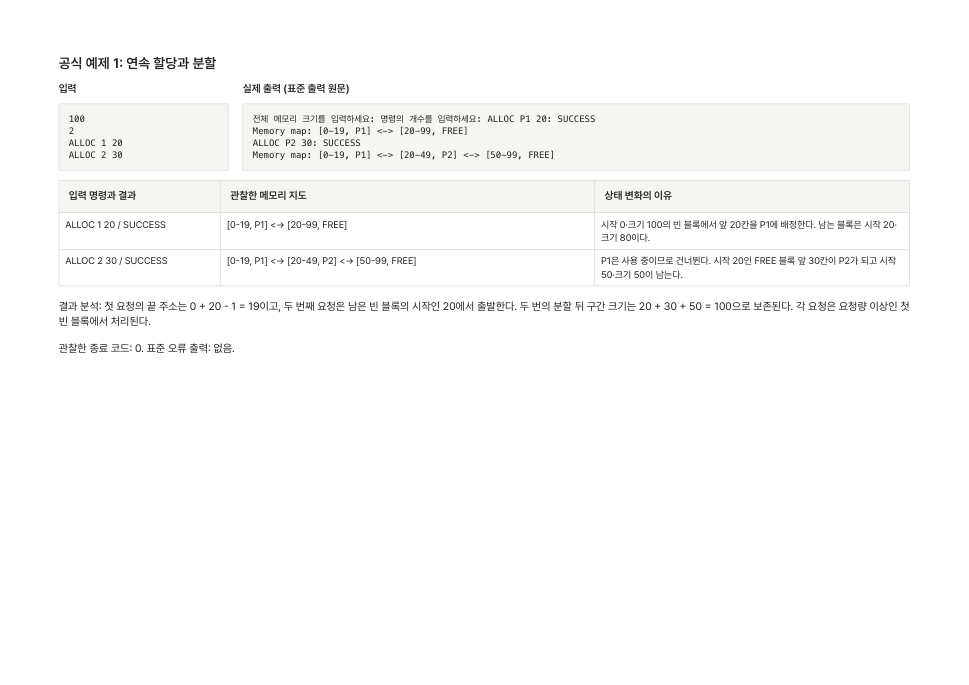 공식 예제 1: 연속 할당과 분할
입력
실제 출력 (표준 출력 원문)
100
2
ALLOC 1 20
ALLOC 2 30
전체 메모리 크기를 입력하세요: 명령의 개수를 입력하세요: ALLOC P1 20: SUCCESS
Memory map: [0-19, P1] <-> [20-99, FREE]
ALLOC P2 30: SUCCESS
Memory map: [0-19, P1] <-> [20-49, P2] <-> [50-99, FREE]
입력 명령과 결과
관찰한 메모리 지도
상태 변화의 이유
ALLOC 1 20 / SUCCESS
[0-19, P1] <-> [20-99, FREE]
시작 0·크기 100의 빈 블록에서 앞 20칸을 P1에 배정한다. 남는 블록은 시작 20·
크기 80이다.
ALLOC 2 30 / SUCCESS
[0-19, P1] <-> [20-49, P2] <-> [50-99, FREE]
P1은 사용 중이므로 건너뛴다. 시작 20인 FREE 블록 앞 30칸이 P2가 되고 시작
50·크기 50이 남는다.
결과 분석: 첫 요청의 끝 주소는 0 + 20 - 1 = 19이고, 두 번째 요청은 남은 빈 블록의 시작인 20에서 출발한다. 두 번의 분할 뒤 구간 크기는 20 + 30 + 50 = 100으로 보존된다. 각 요청은 요청량 이상인 첫
빈 블록에서 처리된다.
관찰한 종료 코드: 0. 표준 오류 출력: 없음.